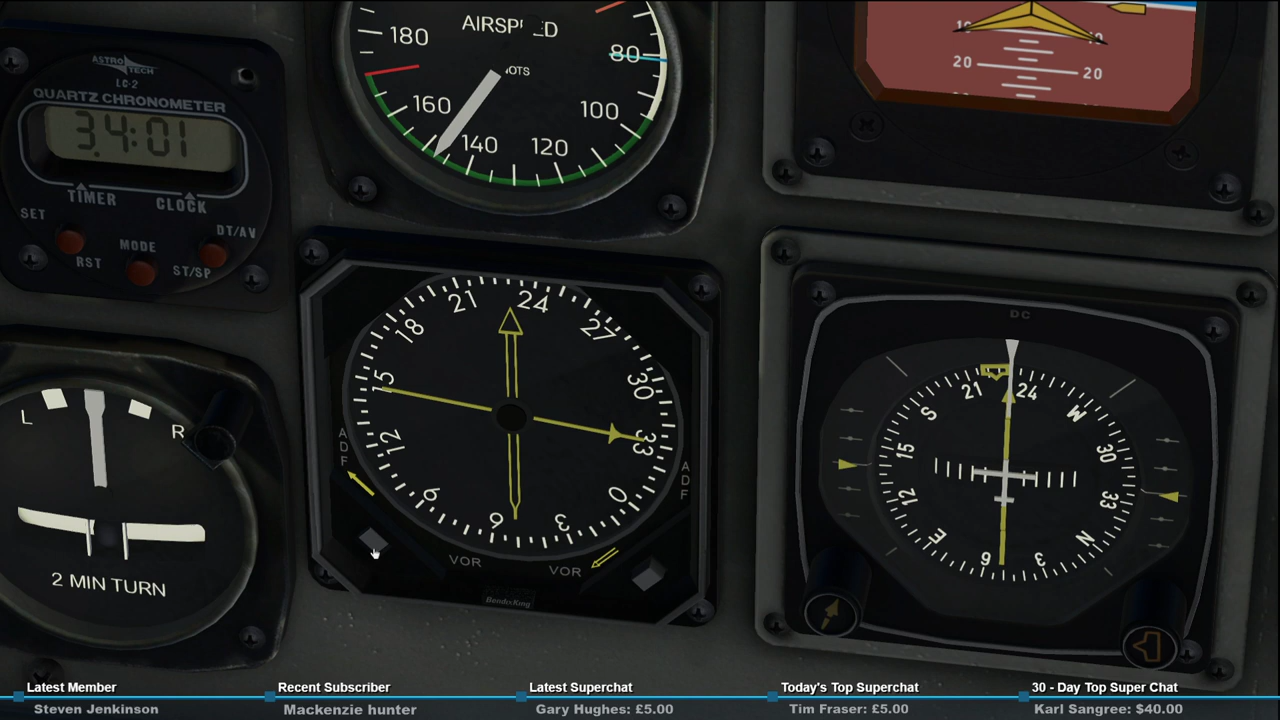 AIRSP ED
180
80
160
100
140
120
10
20
20
ASTRO TECH
LC-2
QUARTZ CHRONOMETER
3.4:01
TIMER
CLOCK
SET
DT/AV
MODE
RST
ST/SP
L
R
2 MIN TURN
21
24
27
18
30
15
33
12
0
9
3
6
ADF
ADF
VOR
VOR
BendixKing
DC
21
24
S
W
15
30
12
33
E
N
6
3
Latest Member
Recent Subscriber
Latest Superchat
Today's Top Superchat
30 - Day Top Super Chat
Steven Jenkinson
Mackenzie hunter
Gary Hughes: £5.00
Tim Fraser: £5.00
Karl Sangree: $40.00